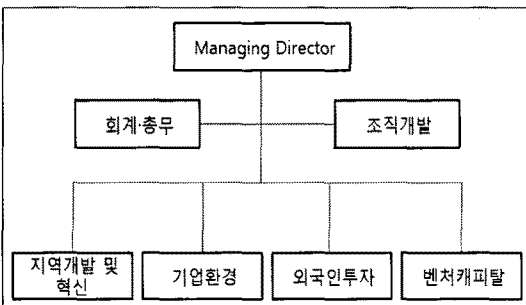 Managing Director
회계·총무
조직개발
지역개발 및
혁신
기업환경
외국인투자
벤처캐피탈